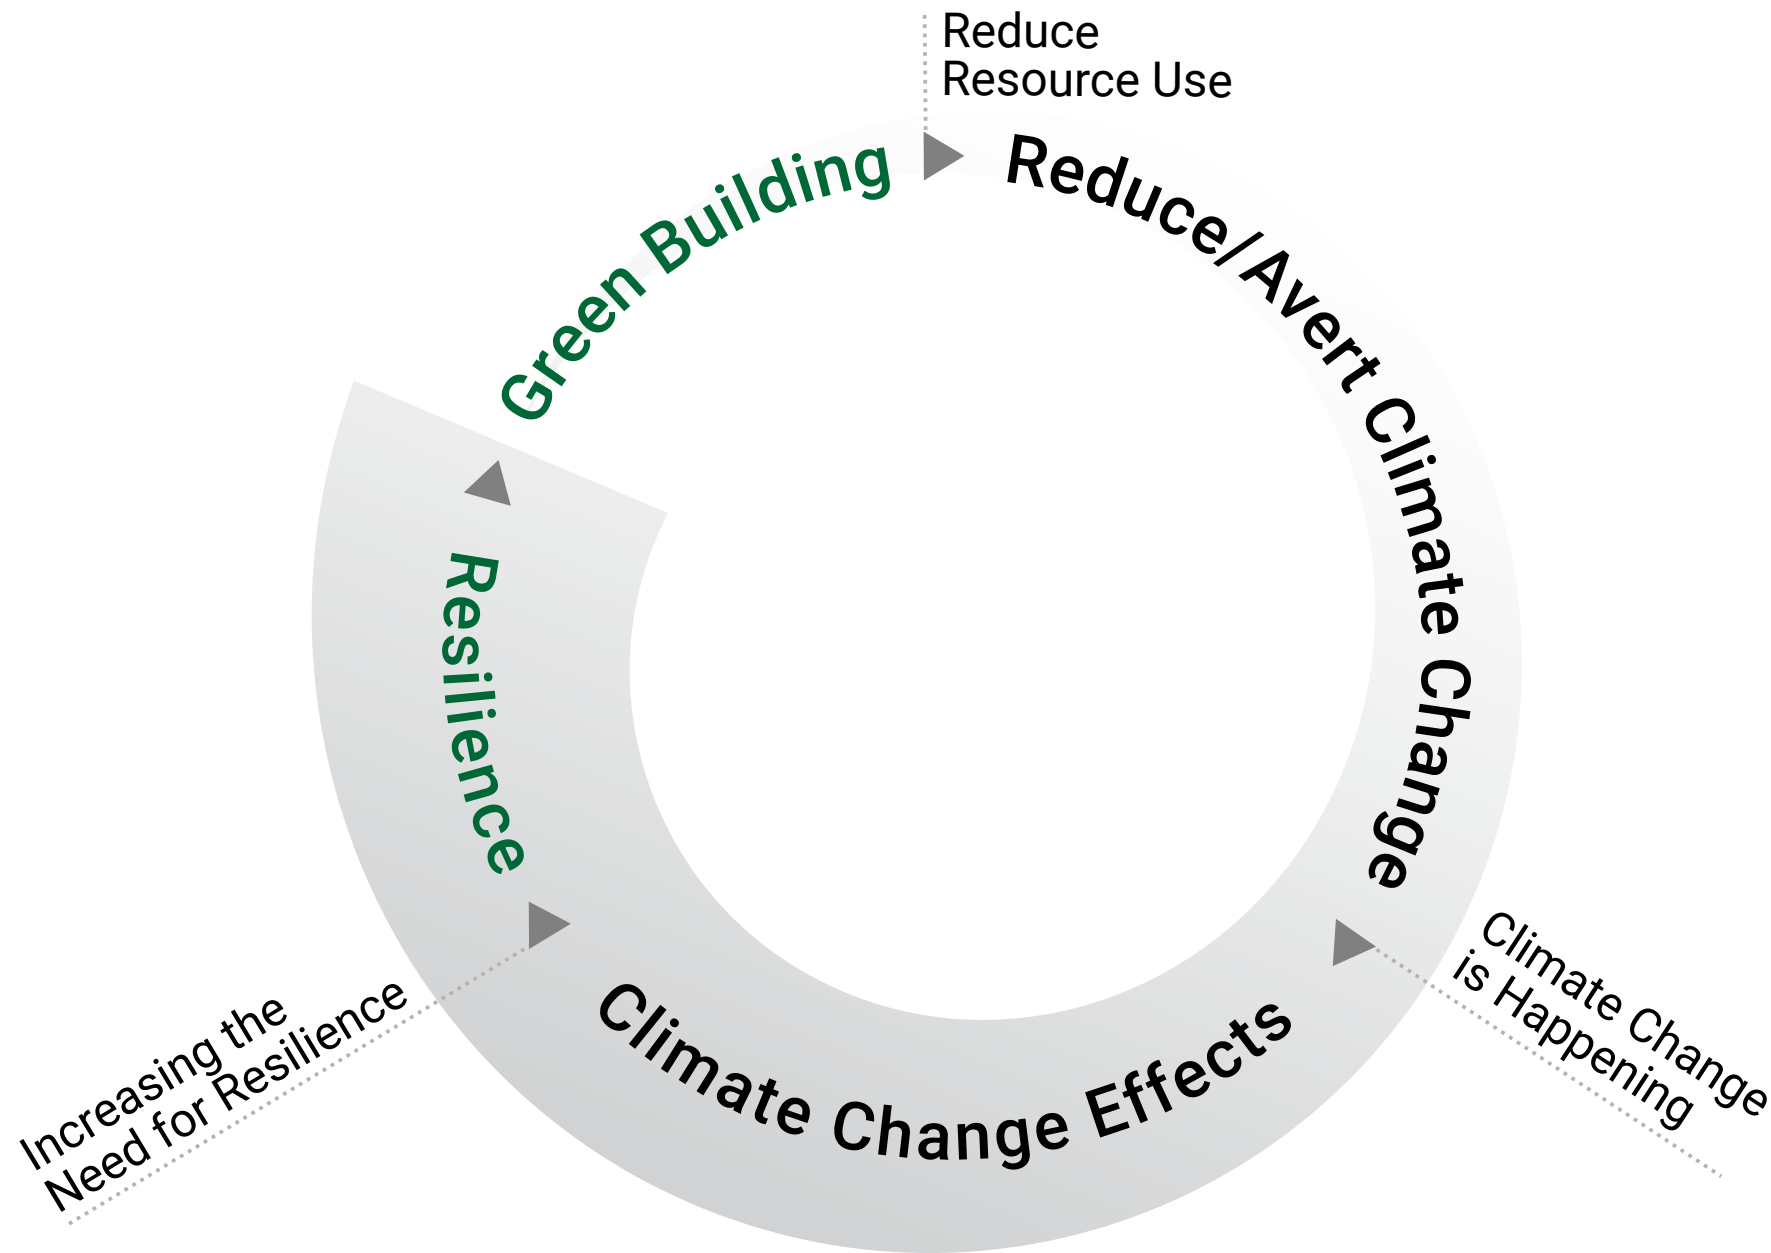 Reduce
Resource Use
Green Building
Reduce/Avert Climate Change
Climate Change
is Happening
Climate Change Effects
Increasing the
Need for Resilience
Resilience